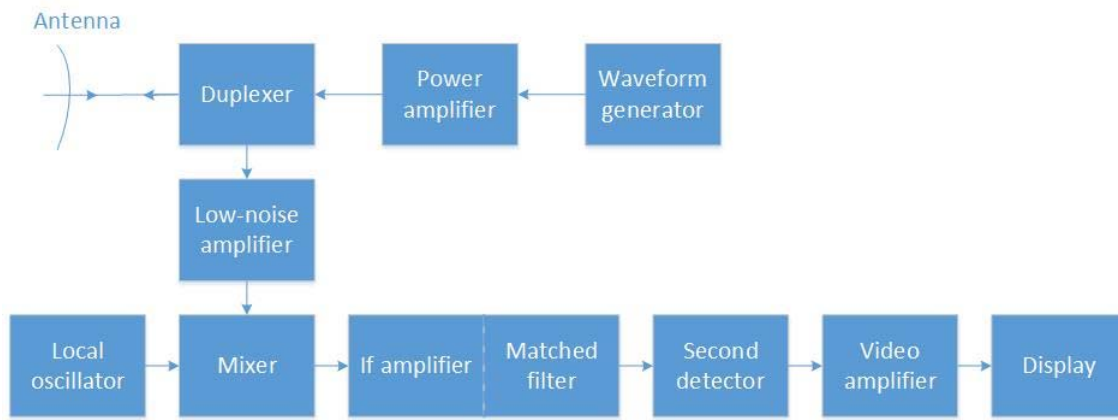 Antenna
Duplexer
Power
amplifier
Waveform
generator
Low-noise
amplifier
Local
oscillator
Mixer
If amplifier
Matched
filter
Second
detector
Video
amplifier
Display